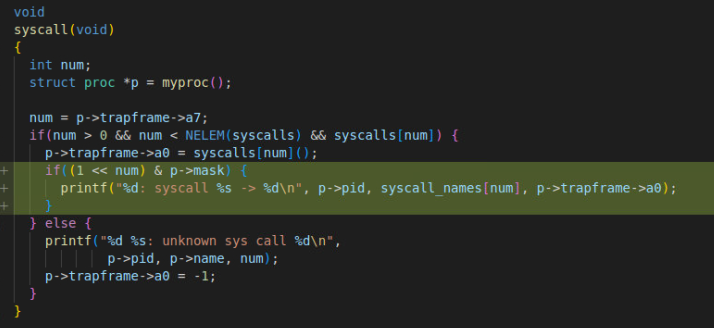 void
syscall(void)
{
  int num;
  struct proc *p = myproc();

  num = p->trapframe->a7;
  if(num > 0 && num < NELEM(syscalls) && syscalls[num]) {
    p->trapframe->a0 = syscalls[num]();
+    if((1 << num) & p->mask) {
+      printf("%d: syscall %s -> %d\n", p->pid, syscall_names[num], p->trapframe->a0);
+    }
  } else {
    printf("%d %s: unknown sys call %d\n",
            p->pid, p->name, num);
    p->trapframe->a0 = -1;
  }
}